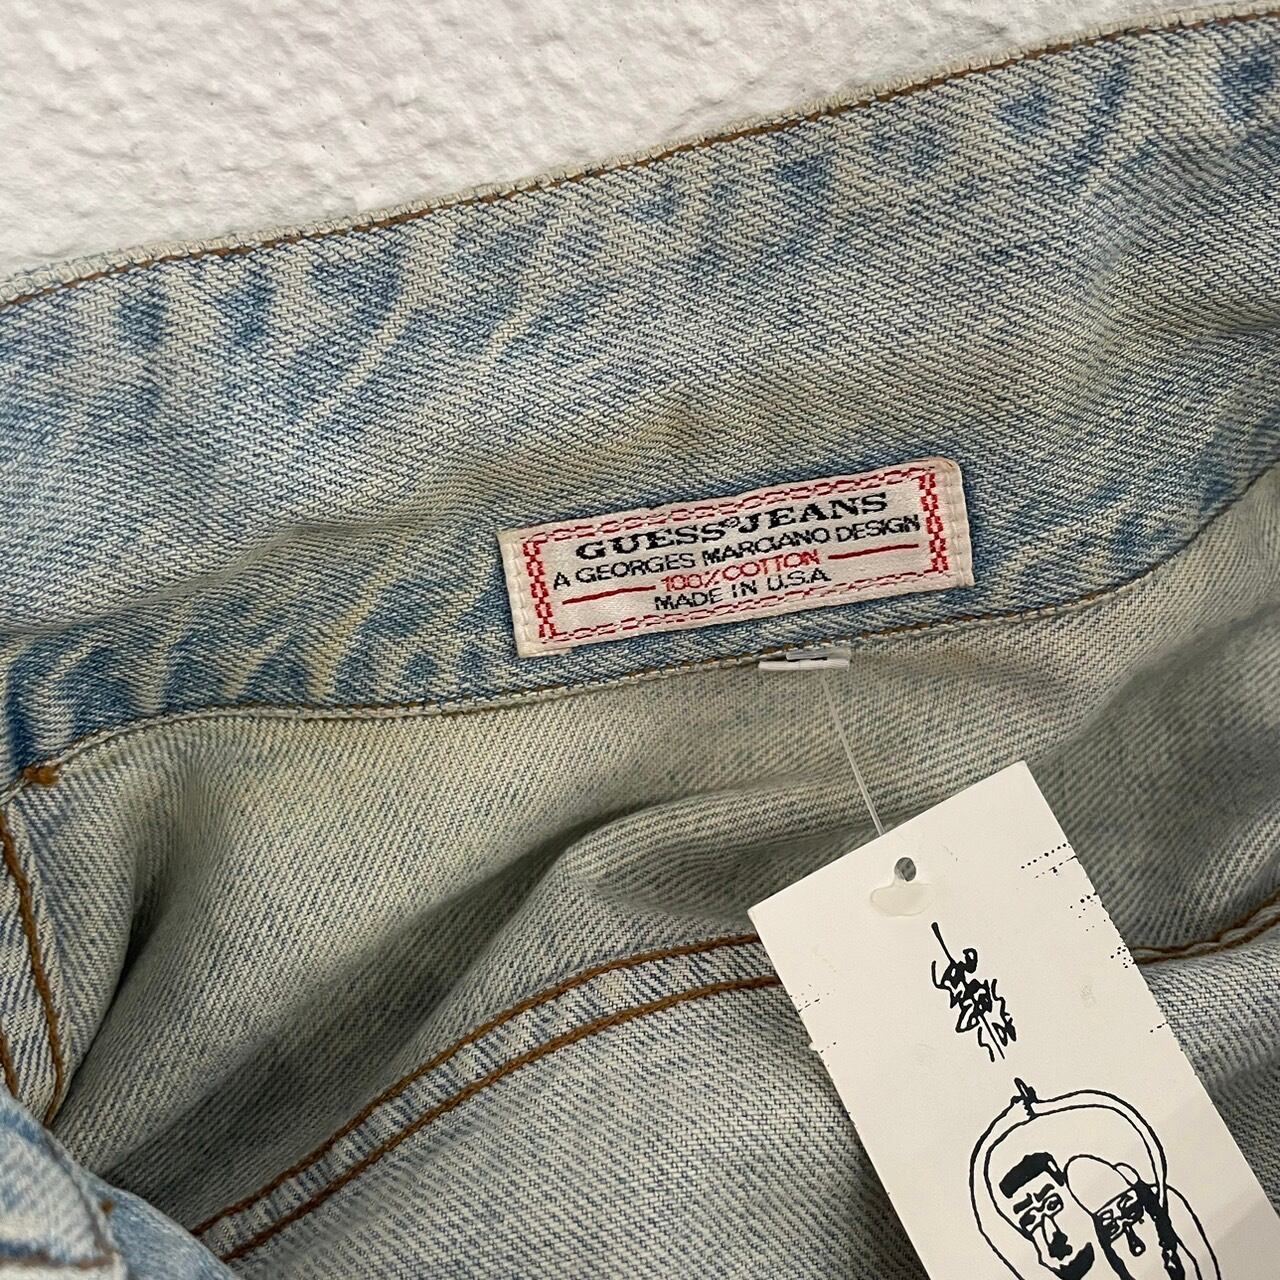 GUESS® JEANS
A GEORGES MARCIANO DESIGN
100% COTTON
MADE IN U.S.A